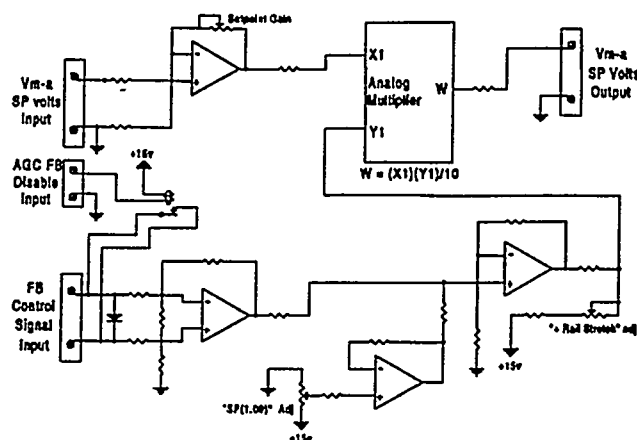 Setpoint Gain
Vm-a
SP volts
Input
X1
Analog
Multiplier
W
Y1
W = (X1)(Y1)/10
Vm-a
SP Volts
Output
AGC FB
Disable
Input
+15v
FB
Control
Signal
Input
"SF(1.00)" Adj
+15v
"+ Rail Stretch" adj
+15v